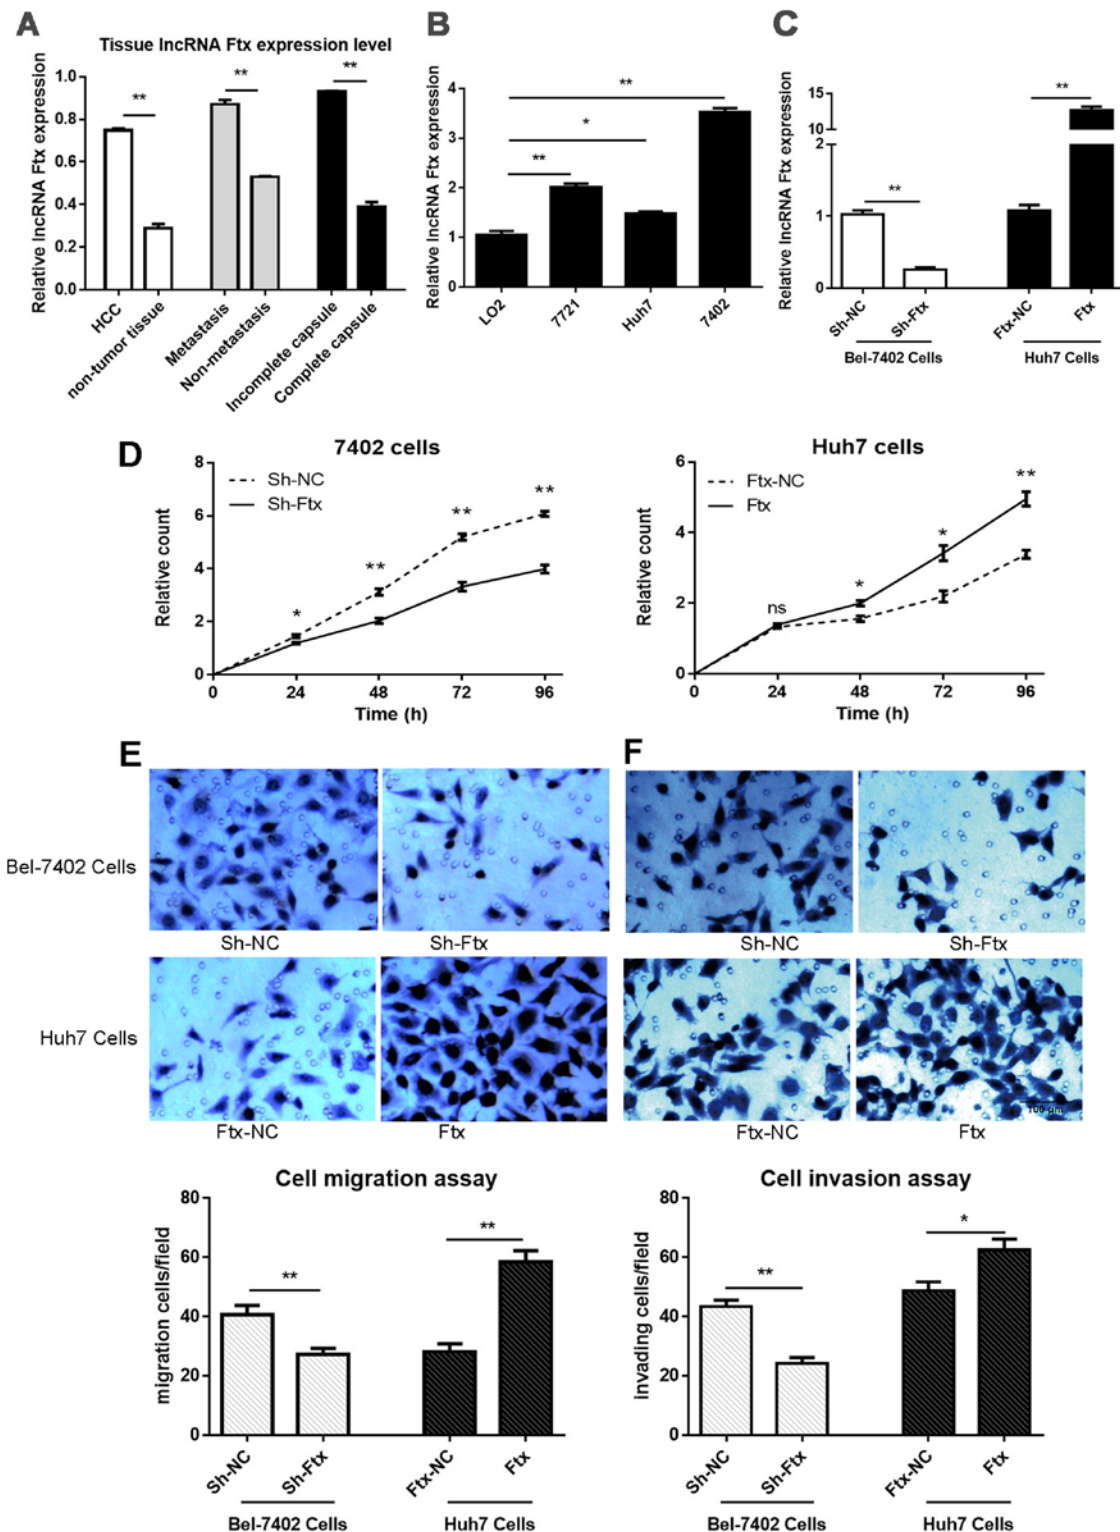 A
Tissue lncRNA Ftx expression level
Relative lncRNA Ftx expression
1.0
0.8
0.6
0.4
0.2
0.0
**
**
**
HCC
non-tumor tissue
Metastasis
Non-metastasis
Incomplete capsule
Complete capsule
B
Relative lncRNA Ftx expression
4
3
2
1
0
**
*
**
LO2
7721
Huh7
7402
C
Relative lncRNA Ftx expression
15
10
2
1
0
**
**
Sh-NC
Sh-Ftx
Ftx-NC
Ftx
Bel-7402 Cells
Huh7 Cells
D
7402 cells
Relative count
8
6
4
2
0
Sh-NC
Sh-Ftx
*
**
**
**
0
24
48
72
96
Time (h)
Huh7 cells
Relative count
6
4
2
0
Ftx-NC
Ftx
ns
*
*
**
0
24
48
72
96
Time (h)
E
F
Bel-7402 Cells
Sh-NC
Sh-Ftx
Sh-NC
Sh-Ftx
Huh7 Cells
100 µm
Ftx-NC
Ftx
Ftx-NC
Ftx
Cell migration assay
migration cells/field
80
60
40
20
0
**
**
Sh-NC
Sh-Ftx
Ftx-NC
Ftx
Bel-7402 Cells
Huh7 Cells
Cell invasion assay
invading cells/field
80
60
40
20
0
**
*
Sh-NC
Sh-Ftx
Ftx-NC
Ftx
Bel-7402 Cells
Huh7 Cells